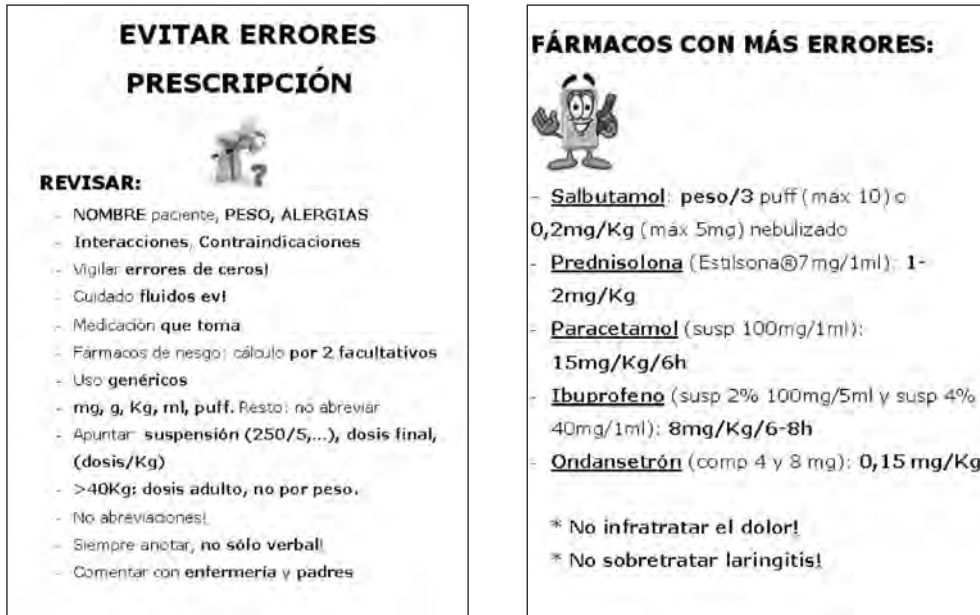 EVITAR ERRORES
PRESCRIPCIÓN
REVISAR:
- NOMBRE paciente, PESO, ALERGIAS
- Interacciones, Contraindicaciones
- Vigilar errores de ceros!
- Cuidado fluidos ev!
- Medicación que toma
- Fármacos de riesgo: cálculo por 2 facultativos
- Uso genéricos
- mg, g, Kg, ml, puff. Resto: no abreviar
- Apuntar: suspensión (250/5,...), dosis final,
(dosis/Kg)
- >40Kg: dosis adulto, no por peso.
- No abreviaciones!
- Siempre anotar, no sólo verbal!
- Comentar con enfermería y padres
FÁRMACOS CON MÁS ERRORES:
- Salbutamol: peso/3 puff (máx 10) o
0,2mg/Kg (máx 5mg) nebulizado
- Prednisolona (Estilsona®7mg/1ml): 1-
2mg/Kg
- Paracetamol (susp 100mg/1ml):
15mg/Kg/6h
- Ibuprofeno (susp 2% 100mg/5ml y susp 4%
40mg/1ml): 8mg/Kg/6-8h
- Ondansetrón (comp 4 y 8 mg): 0,15 mg/Kg
* No infratratar el dolor!
* No sobretratar laringitis!